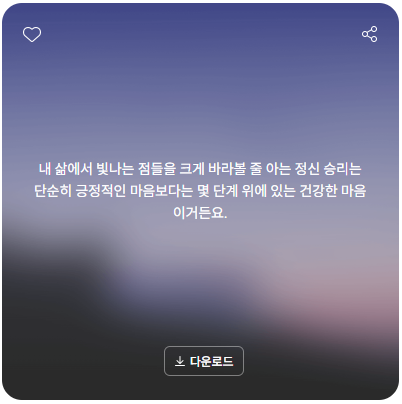 내 삶에서 빛나는 점들을 크게 바라볼 줄 아는 정신 승리는
단순히 긍정적인 마음보다는 몇 단계 위에 있는 건강한 마음
이거든요.
다운로드